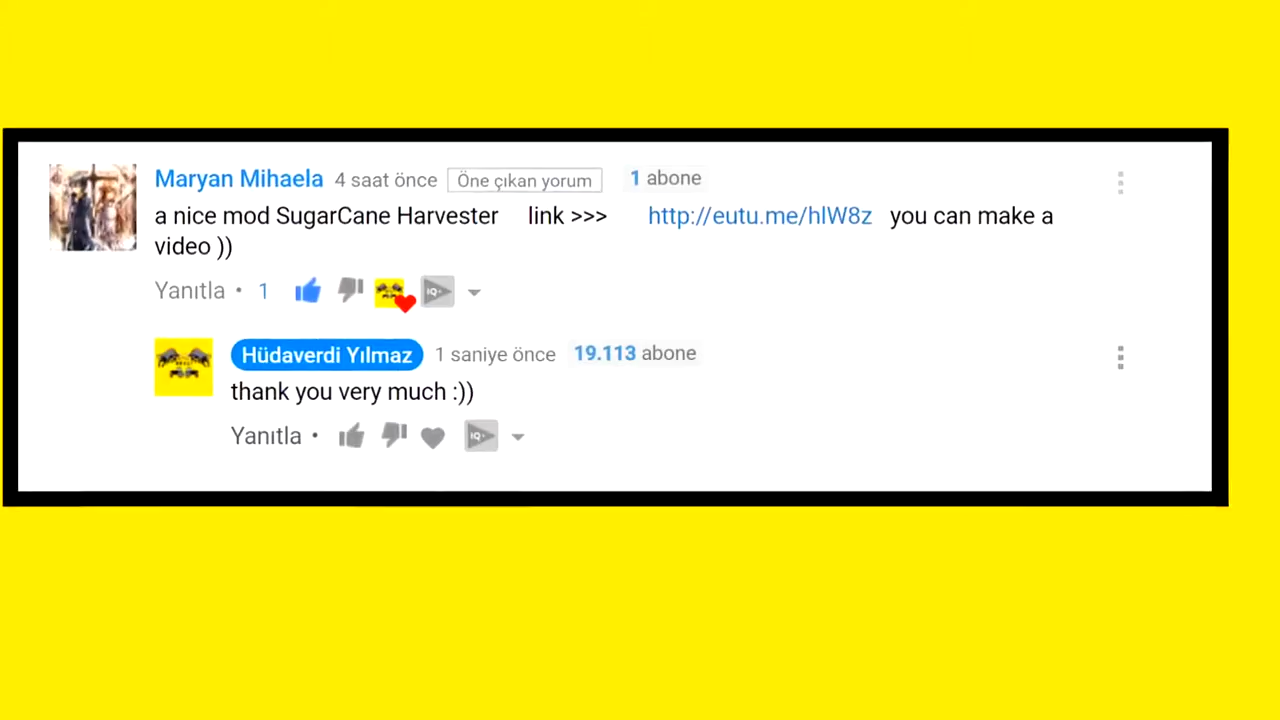 Maryan Mihaela 4 saat önce Öne çıkan yorum 1 abone
a nice mod SugarCane Harvester link >>> http://eutu.me/hlW8z you can make a
video ))
Yanıtla • 1 IQ
Hüdaverdi Yılmaz 1 saniye önce 19.113 abone
thank you very much :))
Yanıtla • IQ